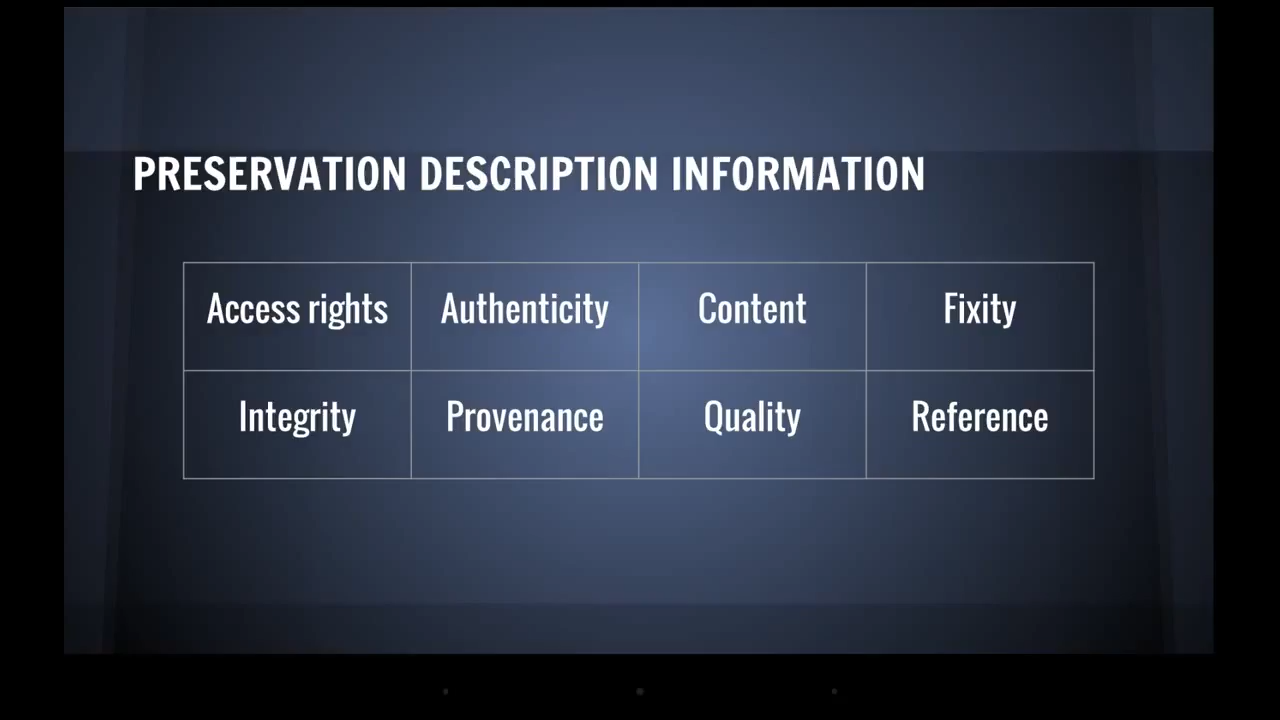 PRESERVATION DESCRIPTION INFORMATION
Access rights Authenticity Content Fixity
Integrity Provenance Quality Reference